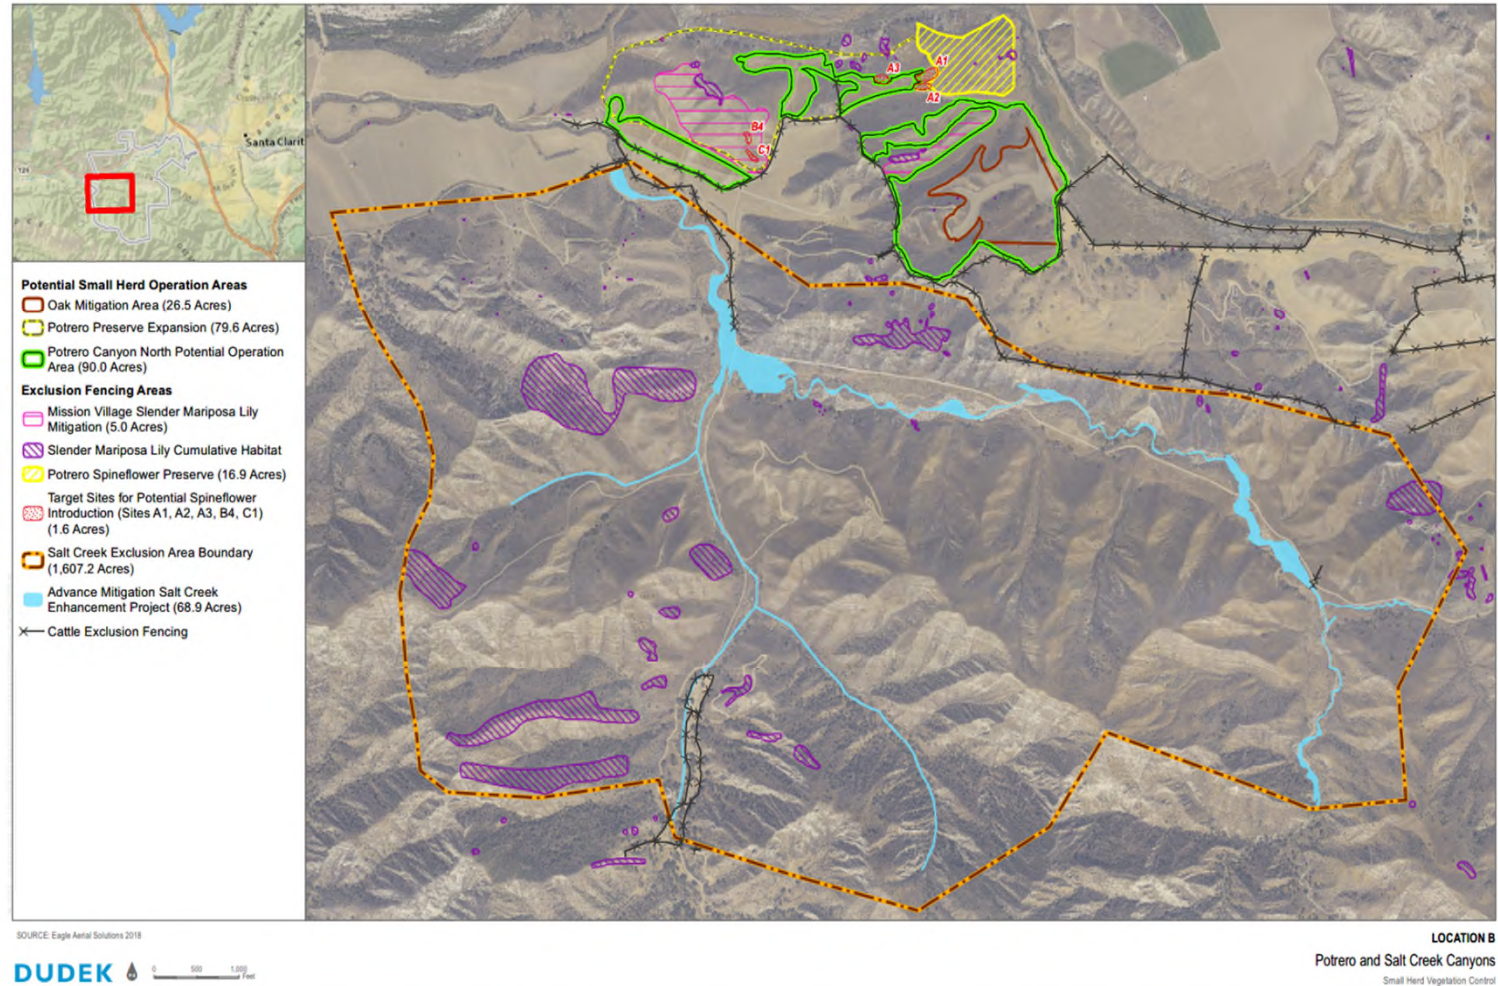 Santa Clarit
126
Potential Small Herd Operation Areas
Oak Mitigation Area (26.5 Acres)
Potrero Preserve Expansion (79.6 Acres)
Potrero Canyon North Potential Operation
Area (90.0 Acres)
Exclusion Fencing Areas
Mission Village Slender Mariposa Lily
Mitigation (5.0 Acres)
Slender Mariposa Lily Cumulative Habitat
Potrero Spineflower Preserve (16.9 Acres)
Target Sites for Potential Spineflower
Introduction (Sites A1, A2, A3, B4, C1)
(1.6 Acres)
Salt Creek Exclusion Area Boundary
(1,607.2 Acres)
Advance Mitigation Salt Creek
Enhancement Project (68.9 Acres)
Cattle Exclusion Fencing
A1
A3
A2
B4
C1
SOURCE: Eagle Aerial Solutions 2018
DUDEK
0 500 1,000
Feet
LOCATION B
Potrero and Salt Creek Canyons
Small Herd Vegetation Control